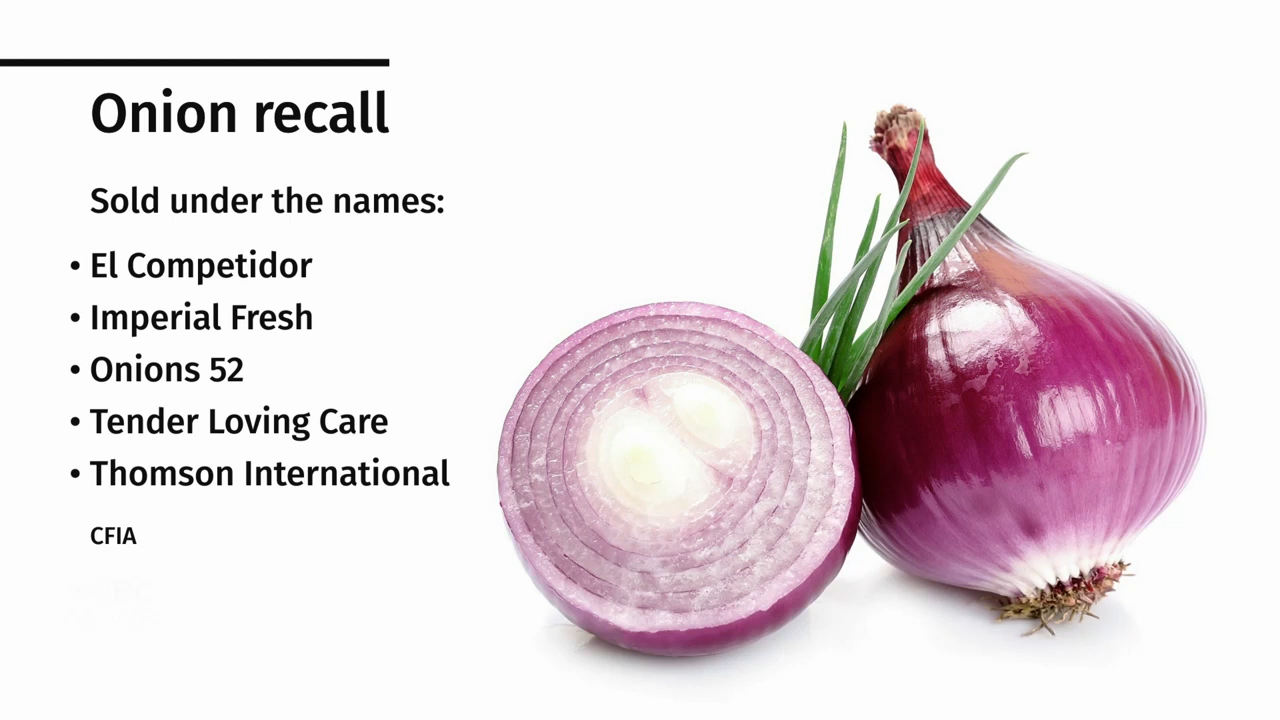 Onion recall
Sold under the names:
• El Competidor
• Imperial Fresh
• Onions 52
• Tender Loving Care
• Thomson International
CFIA